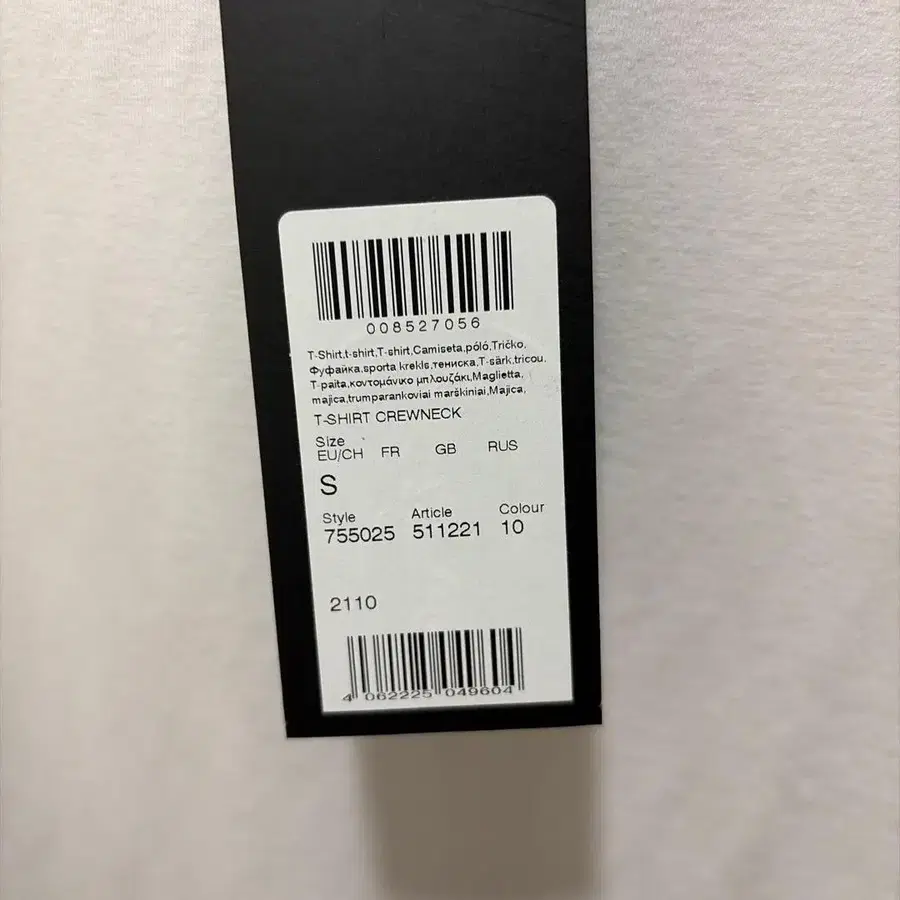 008527056
T-Shirt,t-shirt,T-shirt,Camiseta,póló,Tričko,
Фуфайка,sporta krekls,тениска,T-särk,tricou,
T-paita,κοντομάνικο μπλουζάκι,Maglietta,
majica,trumparankoviai marškiniai,Majica,
T-SHIRT CREWNECK
Size
EU/CH FR GB RUS
S
Style Article Colour
755025 511221 10
2110
4 062225 049604